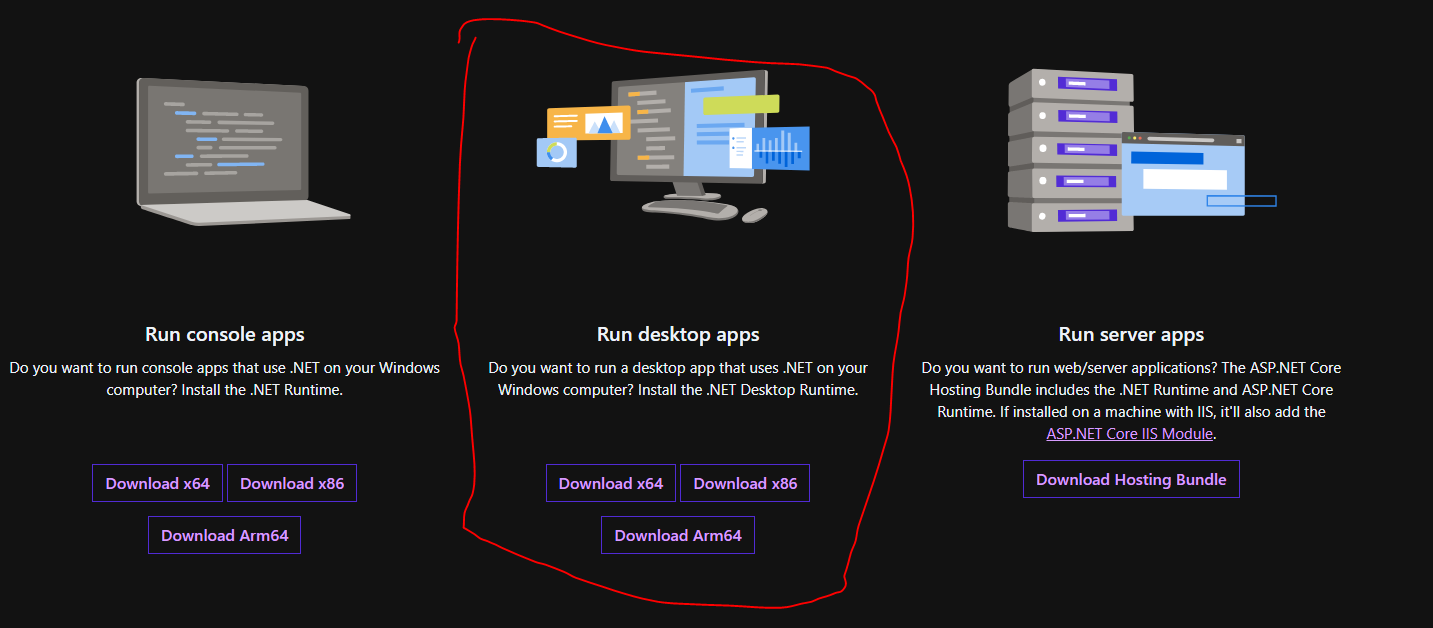 Run console apps
Do you want to run console apps that use .NET on your Windows
computer? Install the .NET Runtime.
Download x64
Download x86
Download Arm64
Run desktop apps
Do you want to run a desktop app that uses .NET on your
Windows computer? Install the .NET Desktop Runtime.
Download x64
Download x86
Download Arm64
Run server apps
Do you want to run web/server applications? The ASP.NET Core
Hosting Bundle includes the .NET Runtime and ASP.NET Core
Runtime. If installed on a machine with IIS, it'll also add the
ASP.NET Core IIS Module.
Download Hosting Bundle